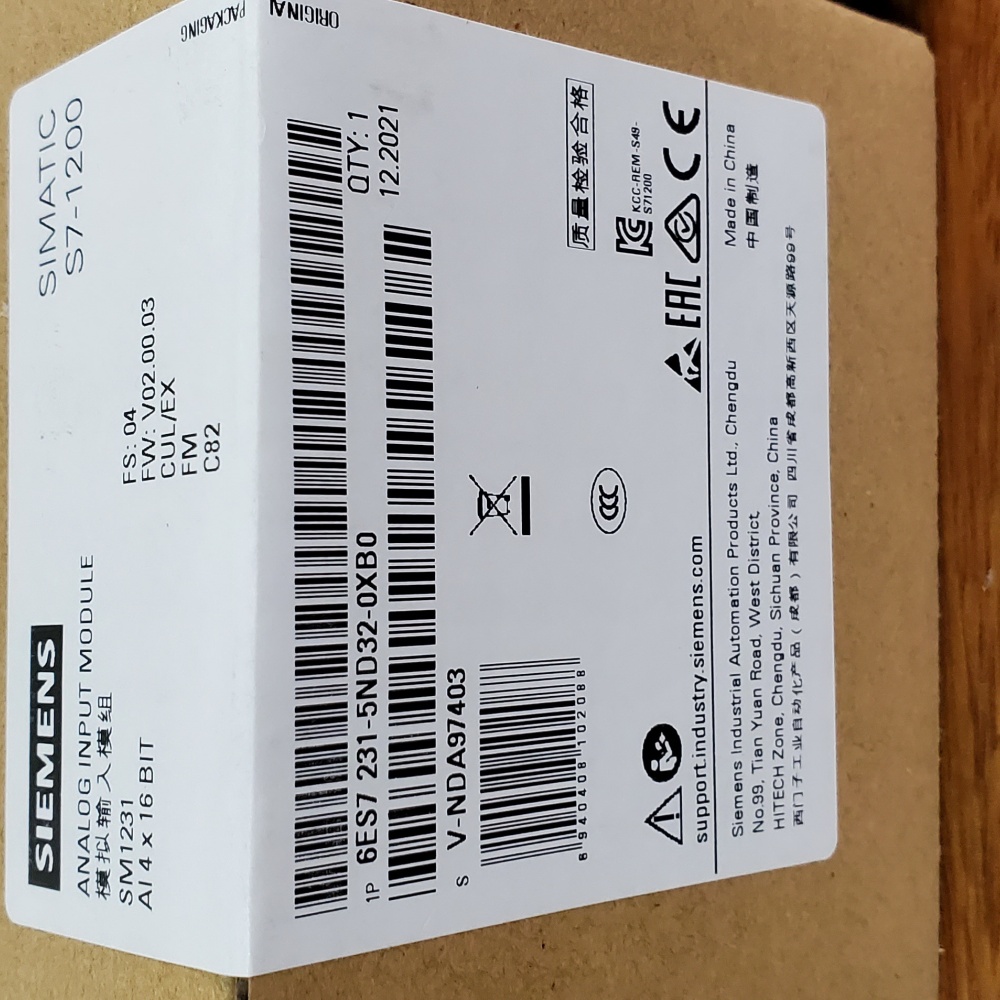 SIEMENS
SIMATIC
S7-1200
ANALOG INPUT MODULE
模拟输入模组
SM1231
AI 4 x 16 BIT
FS: 04
FW: V02.00.03
CUL/EX
FM
C82
ORIGINAL
PACKAGING
QTY: 1
12.2021
1P 6ES7 231-5ND32-0XB0
S V-NDA97403
6940408102088
质量检验合格
KCC-REM-S49-
S71200
EAC
CE
CCC
support.industry.siemens.com
Siemens Industrial Automation Products Ltd., Chengdu
No.99, Tian Yuan Road, West District,
HITECH Zone, Chengdu, Sichuan Province, China
西门子工业自动化产品(成都)有限公司 四川省成都高新西区天源路99号
Made in China
中国制造